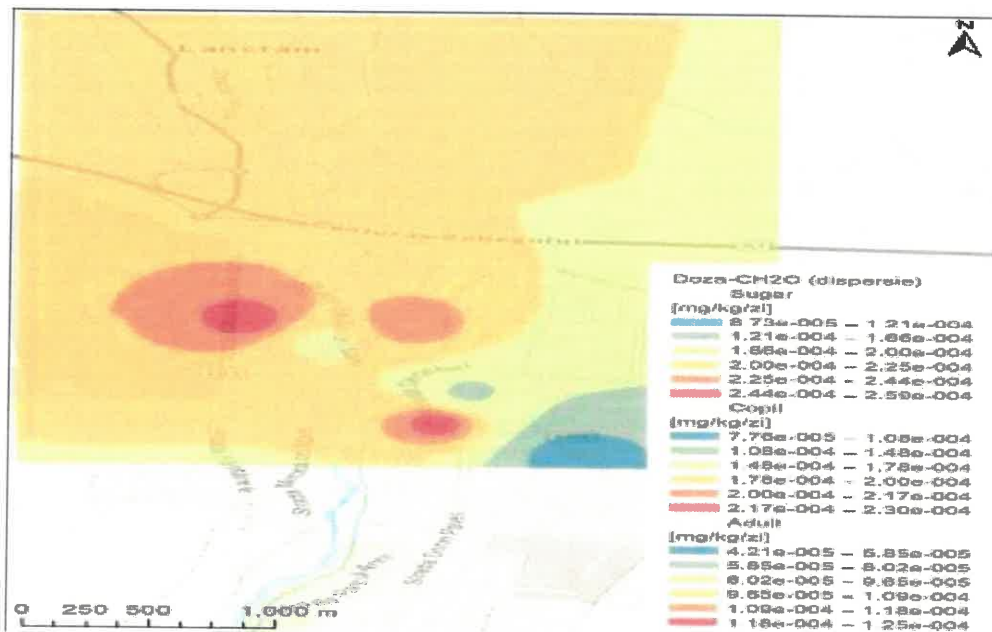 Lancrăm
N
Doza-CH2O (dispersie)
Sugar
[mg/kg/zi]
8.73e-005 – 1.21e-004
1.21e-004 – 1.66e-004
1.66e-004 – 2.00e-004
2.00e-004 – 2.25e-004
2.25e-004 – 2.44e-004
2.44e-004 – 2.59e-004
Copil
[mg/kg/zi]
7.76e-005 – 1.08e-004
1.08e-004 – 1.48e-004
1.48e-004 – 1.78e-004
1.78e-004 – 2.00e-004
2.00e-004 – 2.17e-004
2.17e-004 – 2.30e-004
Adult
[mg/kg/zi]
4.21e-005 – 5.85e-005
5.85e-005 – 8.02e-005
8.02e-005 – 9.65e-005
9.65e-005 – 1.09e-004
1.09e-004 – 1.18e-004
1.18e-004 – 1.25e-004
0 250 500 1.000 m